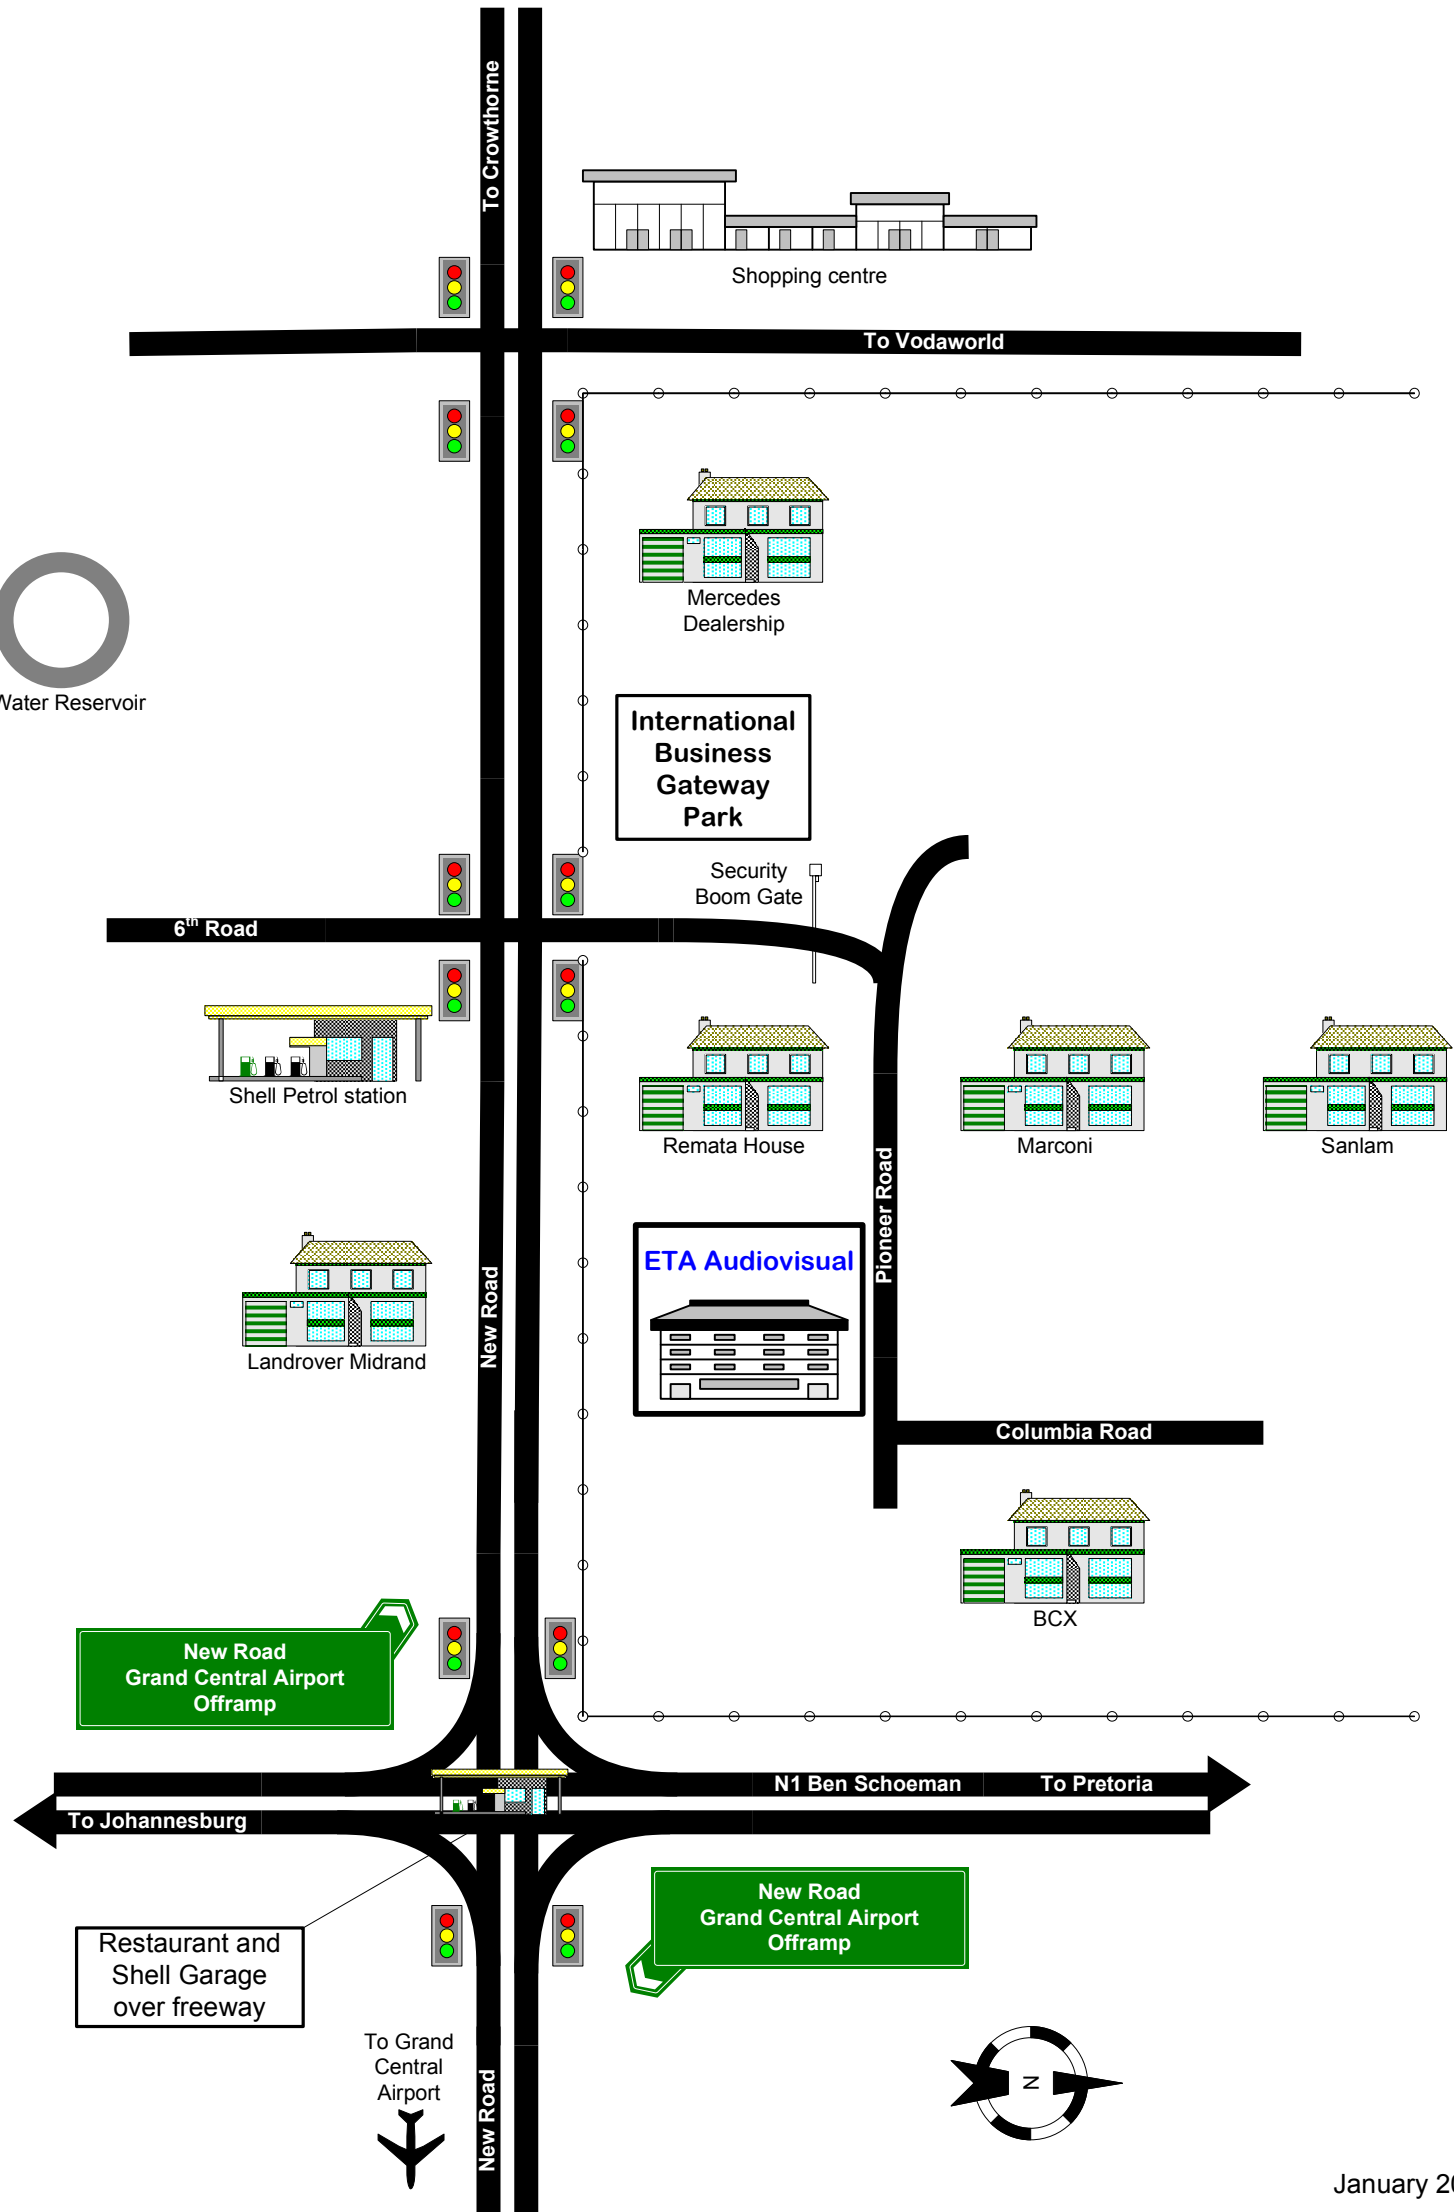 To Crowthorne
Shopping centre
To Vodaworld
Mercedes
Dealership
Water Reservoir
International
Business
Gateway
Park
Security
Boom Gate
6th Road
Shell Petrol station
Remata House
Marconi
Sanlam
Pioneer Road
ETA Audiovisual
New Road
Landrover Midrand
Columbia Road
BCX
New Road
Grand Central Airport
Offramp
N1 Ben Schoeman
To Pretoria
To Johannesburg
New Road
Grand Central Airport
Offramp
Restaurant and
Shell Garage
over freeway
To Grand
Central
Airport
New Road
N
January